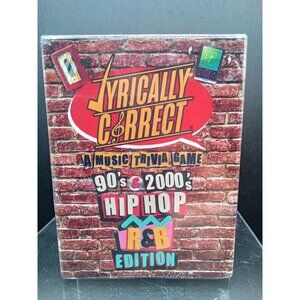 LYRICALLY
CORRECT
A MUSIC TRIVIA GAME
90's & 2000's
HIP HOP
R&B
EDITION